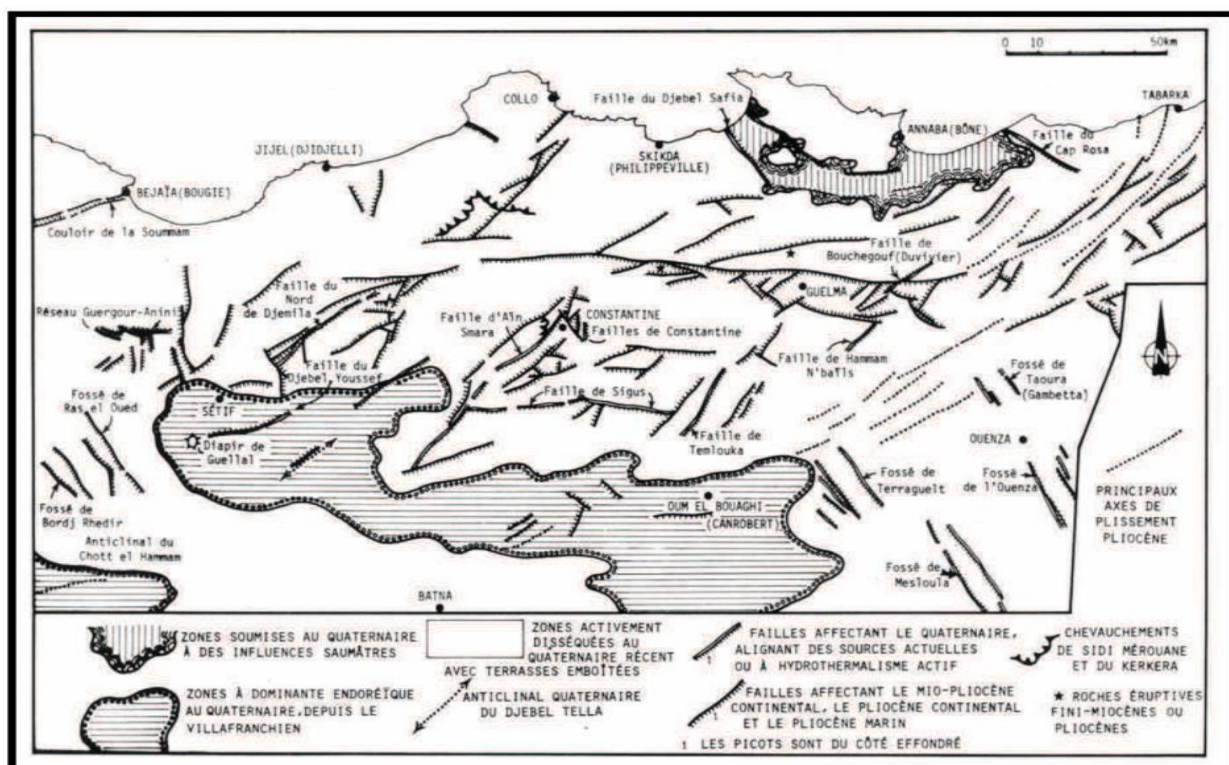 0 10 50km
COLLO
Faille du Djebel Safia
TABARKA
ANNABA(BÔNE)
Faille du
Cap Rosa
JIJEL(DJIDJELLI)
SKIKDA
(PHILIPPEVILLE)
BEJAÏA(BOUGIE)
Couloir de la Soummam
Faille de
Bouchegouf(Duvivier)
Faille du
Nord
de Djemila
GUELMA
Réseau Guergour-Anini
CONSTANTINE
Faille d'Aïn
Smara
Failles de Constantine
Faille de Hammam
N'baïls
Faille du
Djebel Youssef
Fossé de
Taoura
(Gambetta)
Fossé de
Ras el Oued
SÉTIF
Faille de Sigus
Diapir de
Guellal
Faille de
Temlouka
OUENZA
Fossé de
Terraguelt
Fossé
de l'Ouenza
N
PRINCIPAUX
AXES DE
PLISSEMENT
PLIOCÈNE
Fossé de
Bordj Rhedir
OUM EL BOUAGHI
(CANROBERT)
Anticlinal du
Chott el Hammam
Fossé de
Mesloula
BATNA
ZONES SOUMISES AU QUATERNAIRE
À DES INFLUENCES SAUMÂTRES
ZONES À DOMINANTE ENDORÉÏQUE
AU QUATERNAIRE,DEPUIS LE
VILLAFRANCHIEN
ZONES ACTIVEMENT
DISSÉQUÉES AU
QUATERNAIRE RÉCENT
AVEC TERRASSES EMBOÎTÉES
ANTICLINAL QUATERNAIRE
DU DJEBEL TELLA
1
FAILLES AFFECTANT LE QUATERNAIRE,
ALIGNANT DES SOURCES ACTUELLES
OU À HYDROTHERMALISME ACTIF
1
FAILLES AFFECTANT LE MIO-PLIOCÈNE
CONTINENTAL, LE PLIOCÈNE CONTINENTAL
ET LE PLIOCÈNE MARIN
1 LES PICOTS SONT DU CÔTÉ EFFONDRÉ
CHEVAUCHEMENTS
DE SIDI MÉROUANE
ET DU KERKERA
★ ROCHES ÉRUPTIVES
FINI-MIOCÈNES OU
PLIOCÈNES